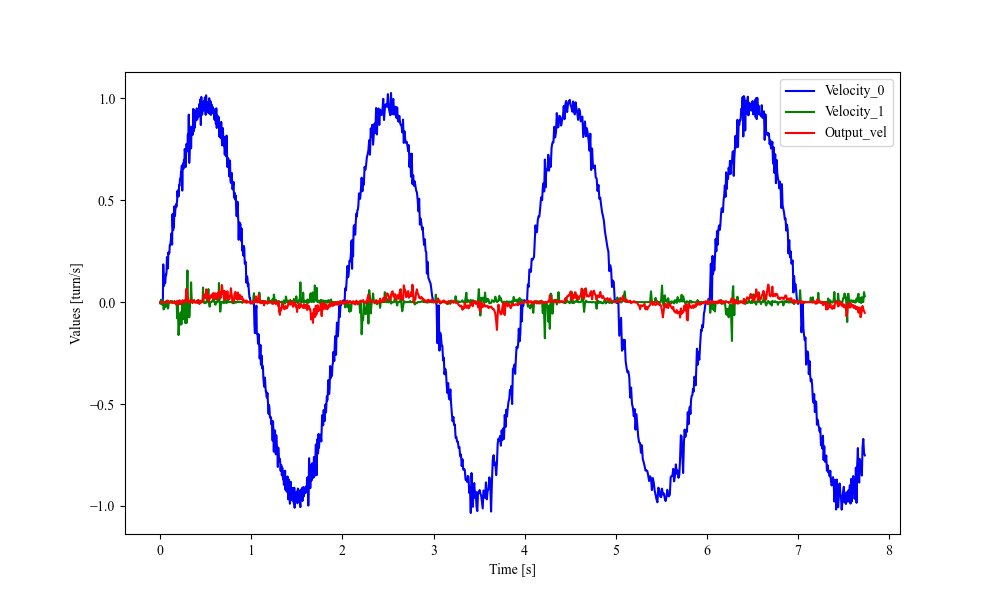 Velocity_0
Velocity_1
Output_vel
1.0
0.5
0.0
−0.5
−1.0
Values [turn/s]
0 1 2 3 4 5 6 7 8
Time [s]